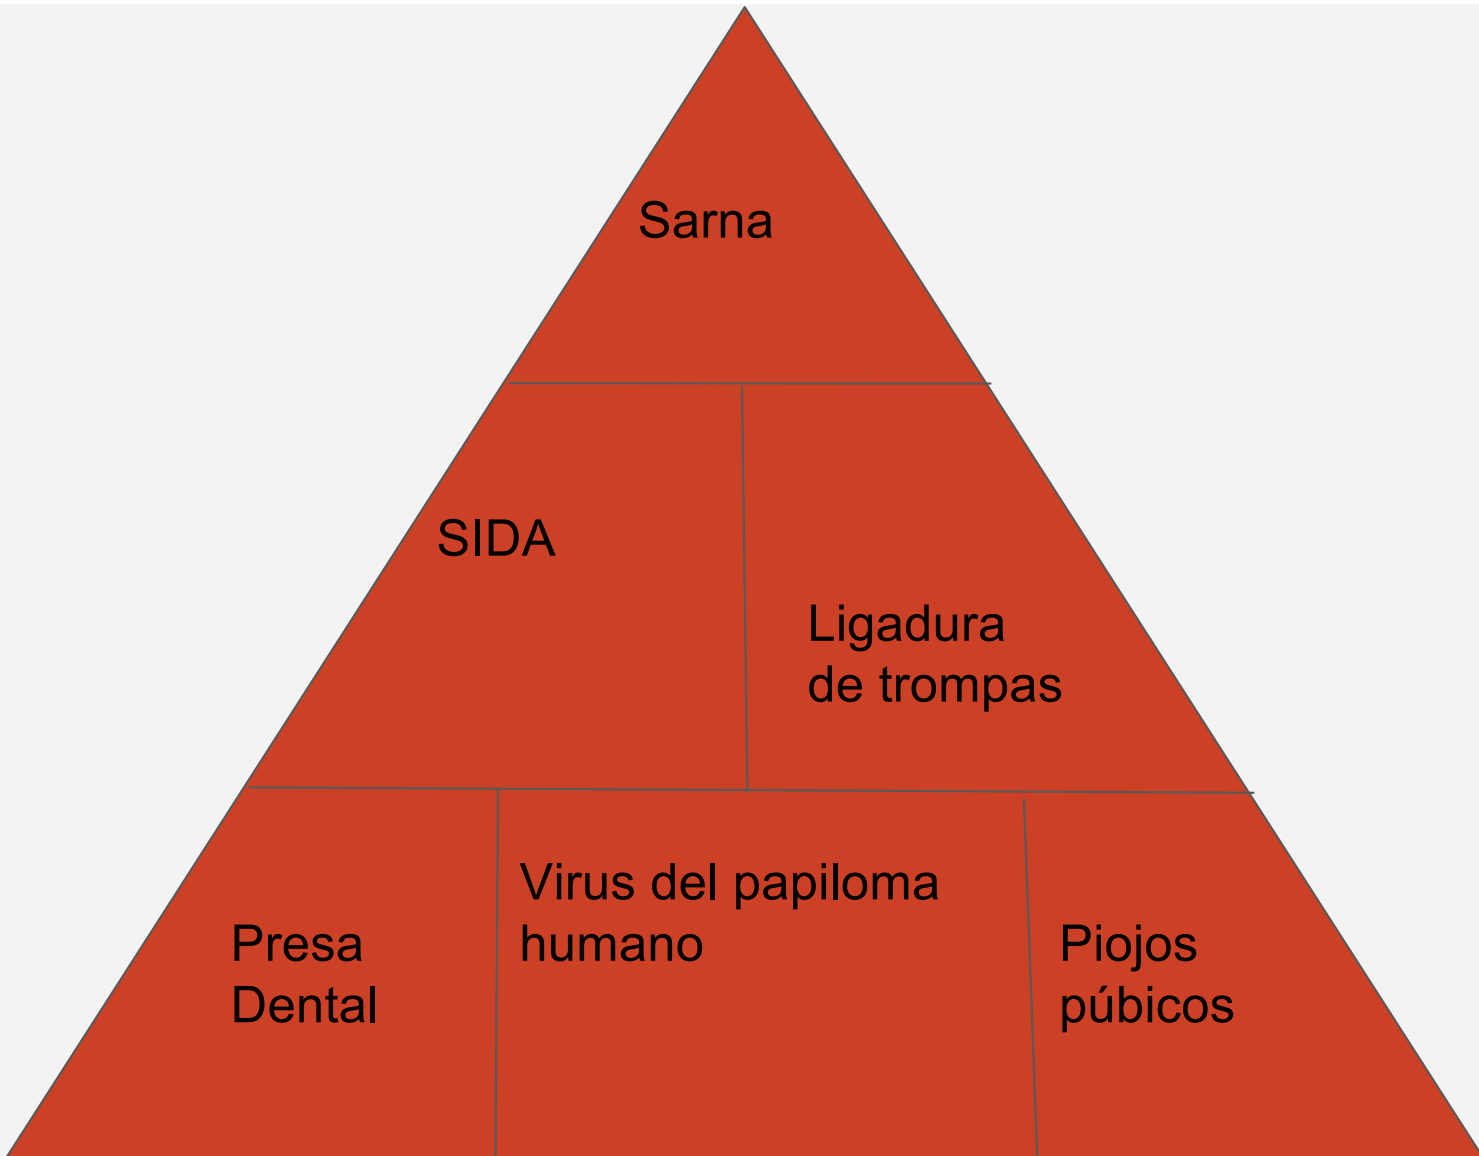 Sarna
SIDA
Ligadura
de trompas
Virus del papiloma
humano
Presa
Dental
Piojos
púbicos